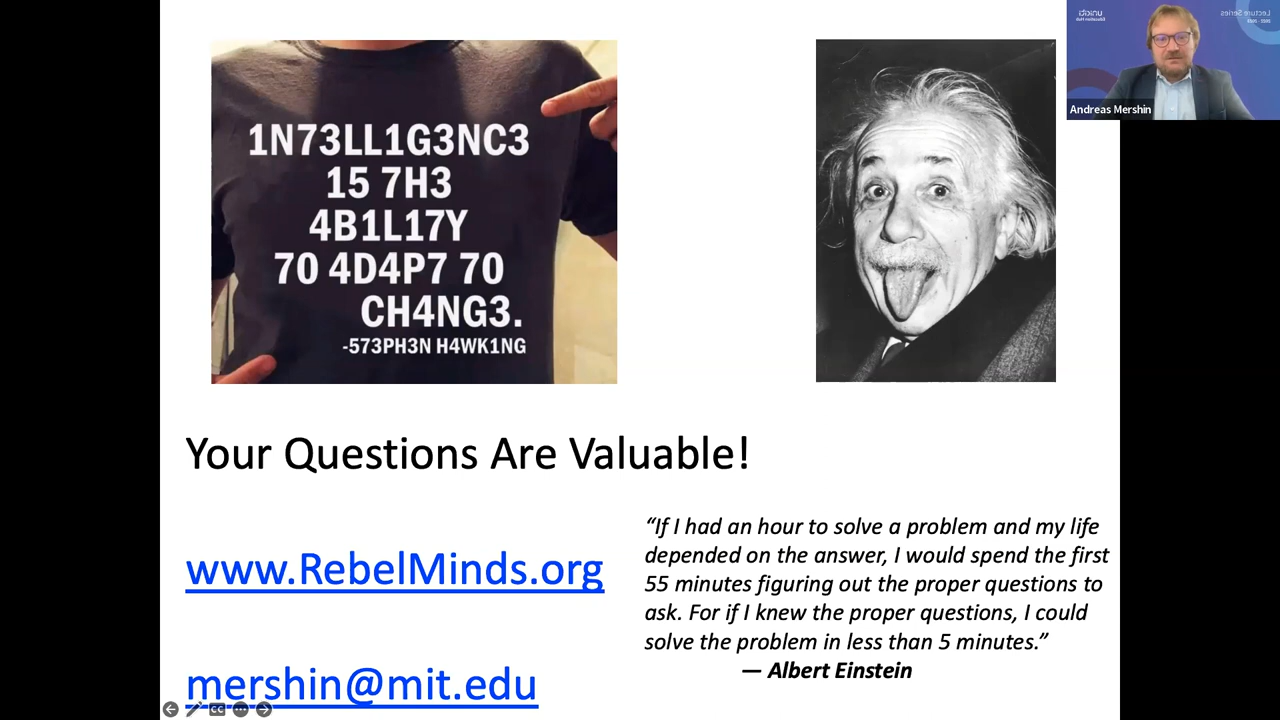 1N73LL1G3NC3
15 7H3
4B1L17Y
70 4D4P7 70
CH4NG3.
-573PH3N H4WK1NG
Lecture Series
Andreas Mershin
Your Questions Are Valuable!
www.RebelMinds.org
mershin@mit.edu
“If I had an hour to solve a problem and my life
depended on the answer, I would spend the first
55 minutes figuring out the proper questions to
ask. For if I knew the proper questions, I could
solve the problem in less than 5 minutes.”
— Albert Einstein
CC